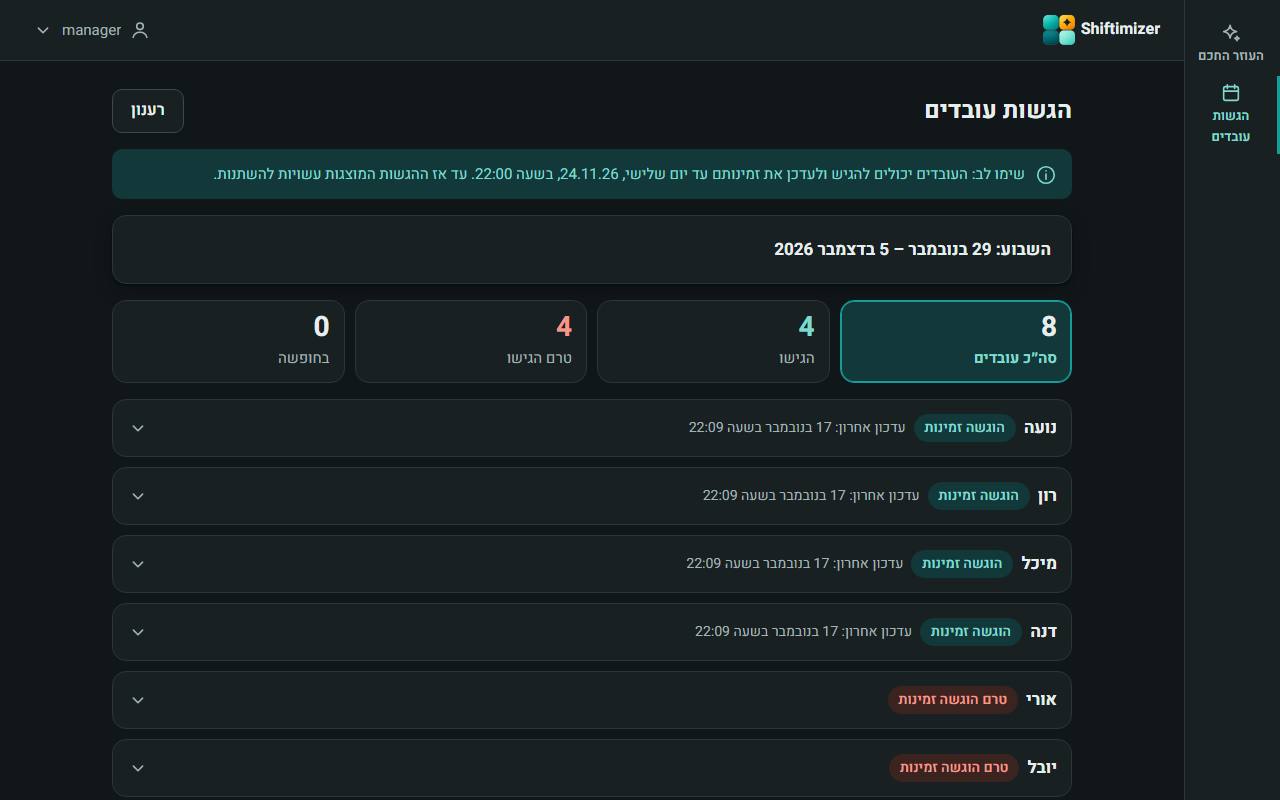 Shiftimizer
manager
העוזר החכם
הגשות
עובדים
הגשות עובדים
רענון
שימו לב: העובדים יכולים להגיש ולעדכן את זמינותם עד יום שלישי, 24.11.26, בשעה 22:00. עד אז ההגשות המוצגות עשויות להשתנות.
השבוע: 29 בנובמבר – 5 בדצמבר 2026
8
סה"כ עובדים
4
הגישו
4
טרם הגישו
0
בחופשה
נועה הוגשה זמינות עדכון אחרון: 17 בנובמבר בשעה 22:09
רון הוגשה זמינות עדכון אחרון: 17 בנובמבר בשעה 22:09
מיכל הוגשה זמינות עדכון אחרון: 17 בנובמבר בשעה 22:09
דנה הוגשה זמינות עדכון אחרון: 17 בנובמבר בשעה 22:09
אורי טרם הוגשה זמינות
יובל טרם הוגשה זמינות